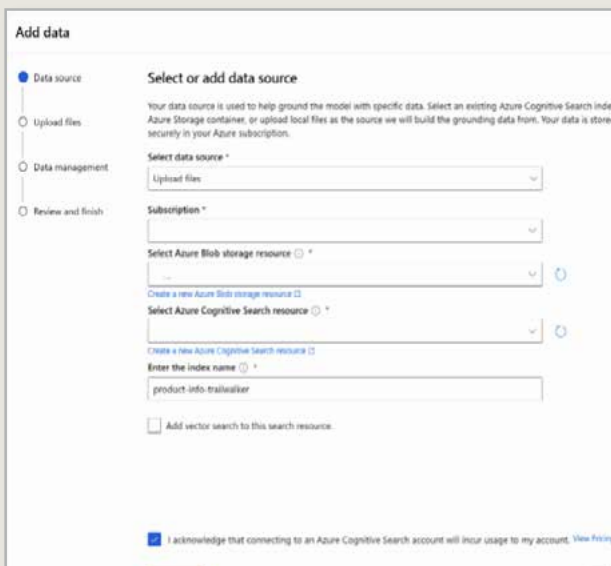 Add data
Data source
Upload files
Data management
Review and finish
Select or add data source
Your data source is used to help ground the model with specific data. Select an existing Azure Cognitive Search inde
Azure Storage container, or upload local files as the source we will build the grounding data from. Your data is store
securely in your Azure subscription.
Select data source *
Upload files
Subscription *
Select Azure Blob storage resource *
...
Create a new Azure Blob storage resource
Select Azure Cognitive Search resource *
Create a new Azure Cognitive Search resource
Enter the index name *
product-info-trailwalker
Add vector search to this search resource.
I acknowledge that connecting to an Azure Cognitive Search account will incur usage to my account. View Pricing